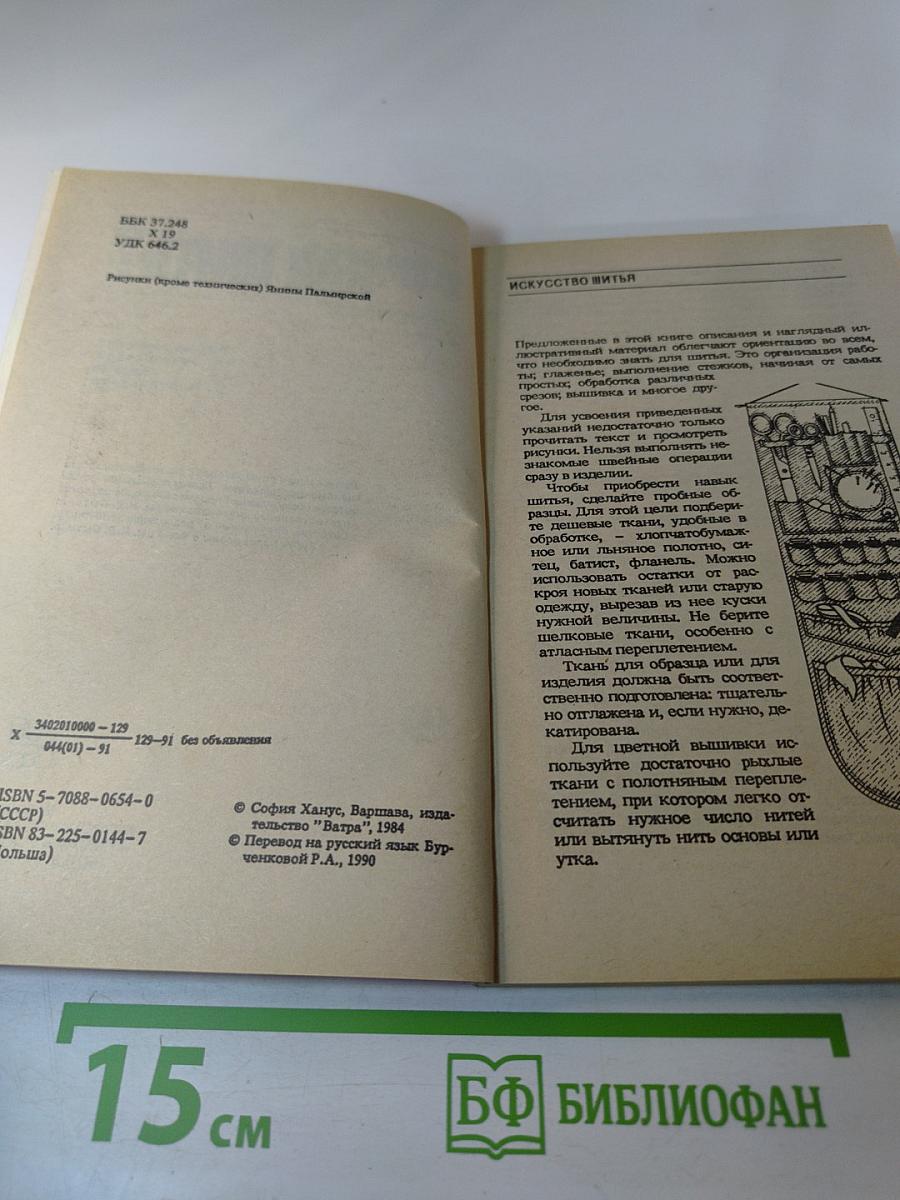 ББК 37.248
Х 19
УДК 646.2
Рисунки (кроме технических) Янины Палмирской
Х 3402010000 – 129
044(01) – 91
129–91 без объявления
ISBN 5–7088–0654–0
(СССР)
SBN 83–225–0144–7
ольша)
© София Ханус, Варшава, изда-
тельство "Ватра", 1984
© Перевод на русский язык Бур-
ченковой Р.А., 1990
ИСКУССТВО ШИТЬЯ
Предложенные в этой книге описания и наглядный ил-
люстративный материал облегчают ориентацию во всем,
что необходимо знать для шитья. Это организация рабо-
ты; глаженье; выполнение стежков, начиная от самых
простых; обработка различных
срезов; вышивка и многое дру-
гое.
Для усвоения приведенных
указаний недостаточно только
прочитать текст и посмотреть
рисунки. Нельзя выполнять не-
знакомые швейные операции
сразу в изделии.
Чтобы приобрести навык
шитья, сделайте пробные об-
разцы. Для этой цели подбери-
те дешевые ткани, удобные в
обработке, – хлопчатобумаж-
ное или льняное полотно, си-
тец, батист, фланель. Можно
использовать остатки от рас-
кроя новых тканей или старую
одежду, вырезав из нее куски
нужной величины. Не берите
шелковые ткани, особенно с
атласным переплетением.
Ткань для образца или для
изделия должна быть соответ-
ственно подготовлена: тщатель-
но отглажена и, если нужно, де-
катирована.
Для цветной вышивки ис-
пользуйте достаточно рыхлые
ткани с полотняным перепле-
тением, при котором легко от-
считать нужное число нитей
или вытянуть нить основы или
утка.
15 см
БФ БИБЛИОФАН